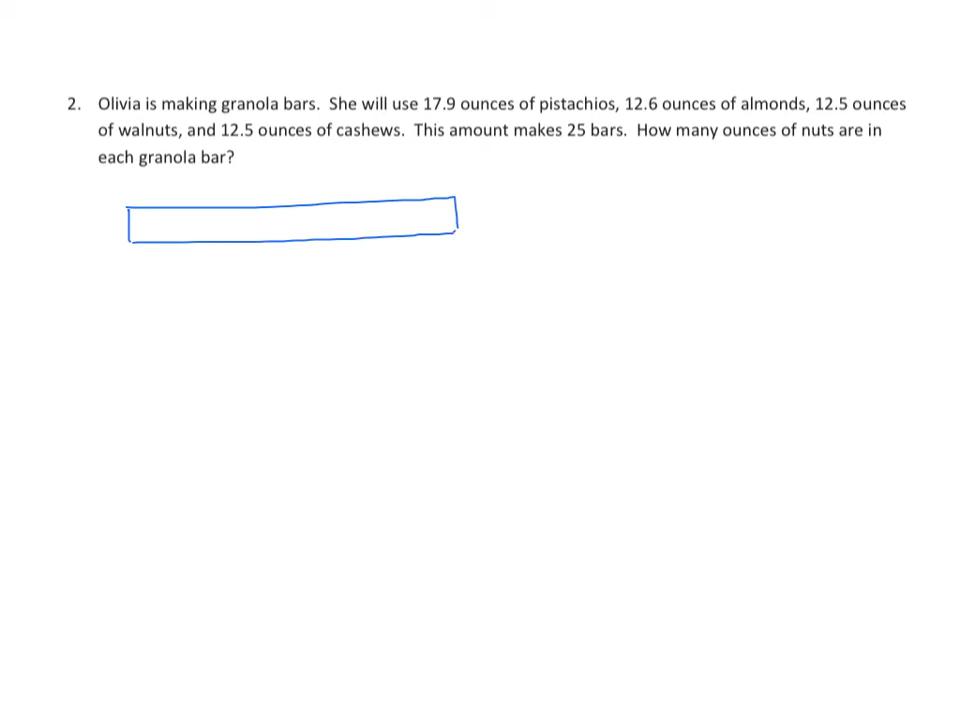 2. Olivia is making granola bars. She will use 17.9 ounces of pistachios, 12.6 ounces of almonds, 12.5 ounces
of walnuts, and 12.5 ounces of cashews. This amount makes 25 bars. How many ounces of nuts are in
each granola bar?